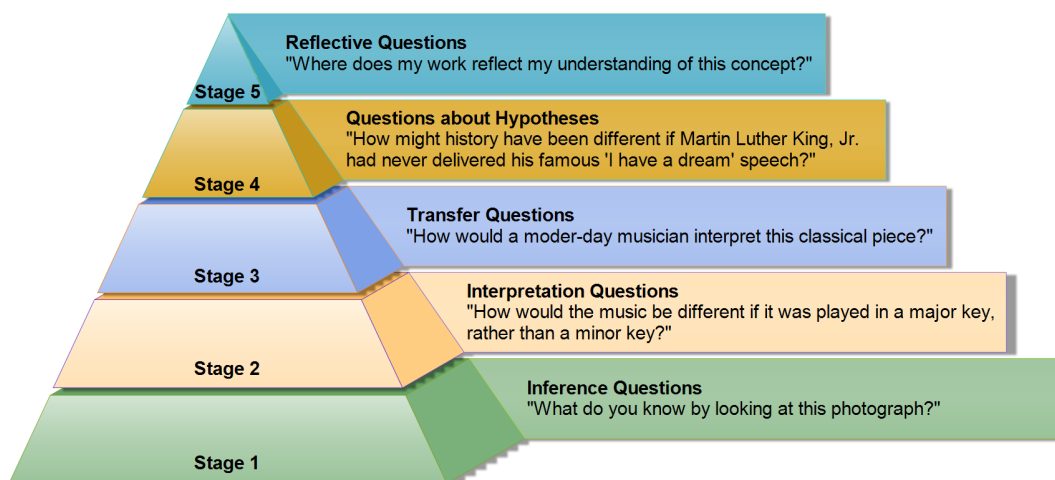 Reflective Questions
"Where does my work reflect my understanding of this concept?"
Stage 5
Questions about Hypotheses
"How might history have been different if Martin Luther King, Jr.
had never delivered his famous 'I have a dream' speech?"
Stage 4
Transfer Questions
"How would a moder-day musician interpret this classical piece?"
Stage 3
Interpretation Questions
"How would the music be different if it was played in a major key,
rather than a minor key?"
Stage 2
Inference Questions
"What do you know by looking at this photograph?"
Stage 1